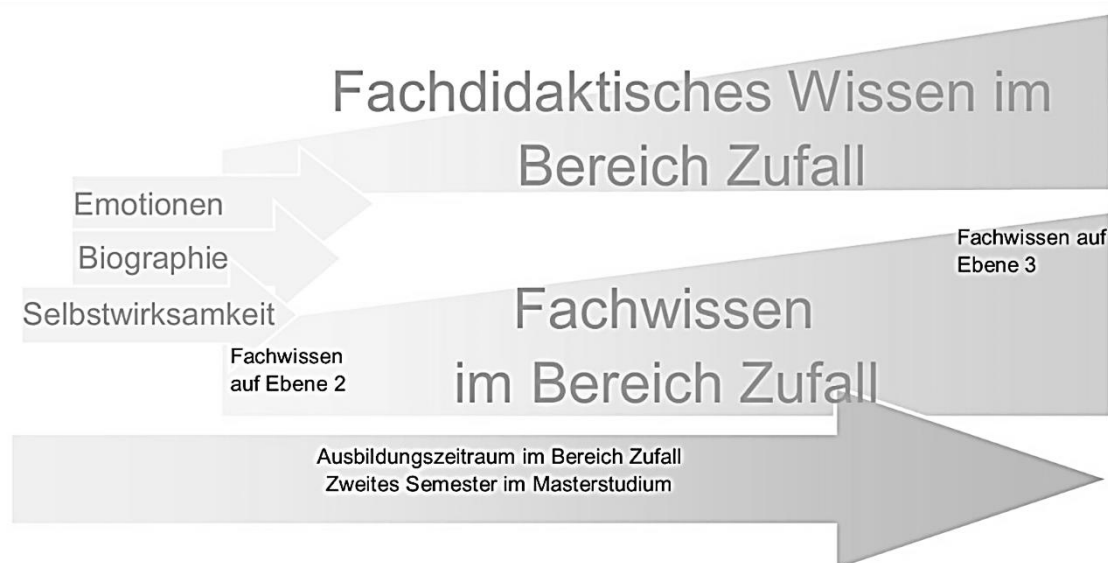 Fachdidaktisches Wissen im
Bereich Zufall
Emotionen
Biographie
Selbstwirksamkeit
Fachwissen auf
Ebene 3
Fachwissen
im Bereich Zufall
Fachwissen
auf Ebene 2
Ausbildungszeitraum im Bereich Zufall
Zweites Semester im Masterstudium